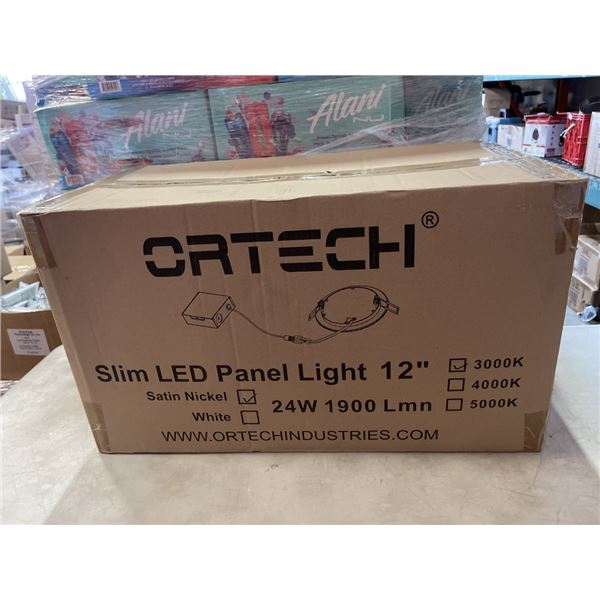 Alani
Alani
NU
ORTECH®
Slim LED Panel Light 12"
Satin Nickel ☑
White ☐
24W 1900 Lmn
☑ 3000K
☐ 4000K
☐ 5000K
WWW.ORTECHINDUSTRIES.COM